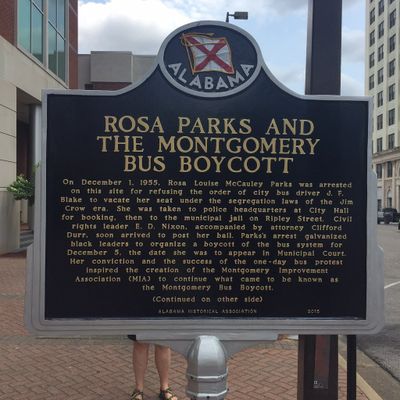 ALABAMA
ROSA PARKS AND
THE MONTGOMERY
BUS BOYCOTT
On December 1, 1955, Rosa Louise McCauley Parks was arrested
on this site for refusing the order of city bus driver J. F.
Blake to vacate her seat under the segregation laws of the Jim
Crow era. She was taken to police headquarters at City Hall
for booking, then to the municipal jail on Ripley Street. Civil
rights leader E. D. Nixon, accompanied by attorney Clifford
Durr, soon arrived to post her bail. Parks's arrest galvanized
black leaders to organize a boycott of the bus system for
December 5, the date she was to appear in Municipal Court.
Her conviction and the success of the one-day bus protest
inspired the creation of the Montgomery Improvement
Association (MIA) to continue what came to be known as
the Montgomery Bus Boycott.
(Continued on other side)
ALABAMA HISTORICAL ASSOCIATION 2015